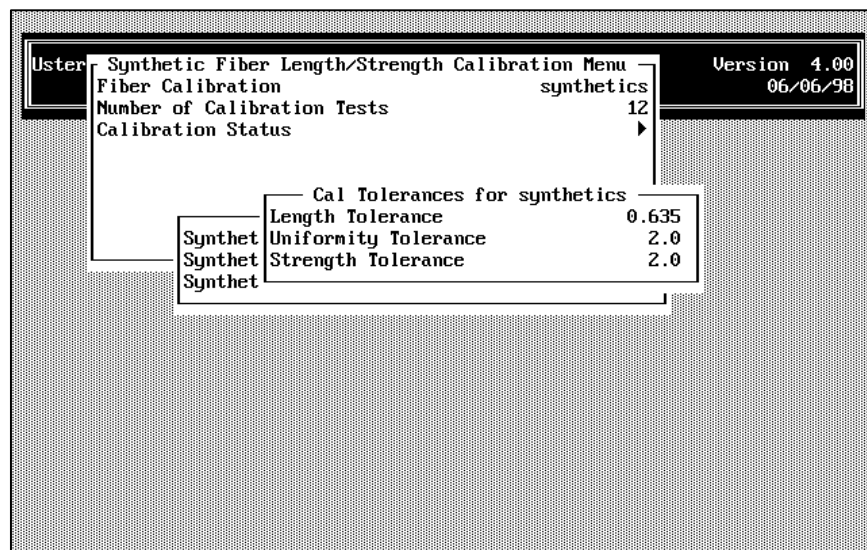 Uster
Version 4.00
06/06/98
Synthetic Fiber Length/Strength Calibration Menu
Fiber Calibration synthetics
Number of Calibration Tests 12
Calibration Status
Cal Tolerances for synthetics
Length Tolerance 0.635
Uniformity Tolerance 2.0
Strength Tolerance 2.0
Synthet
Synthet
Synthet